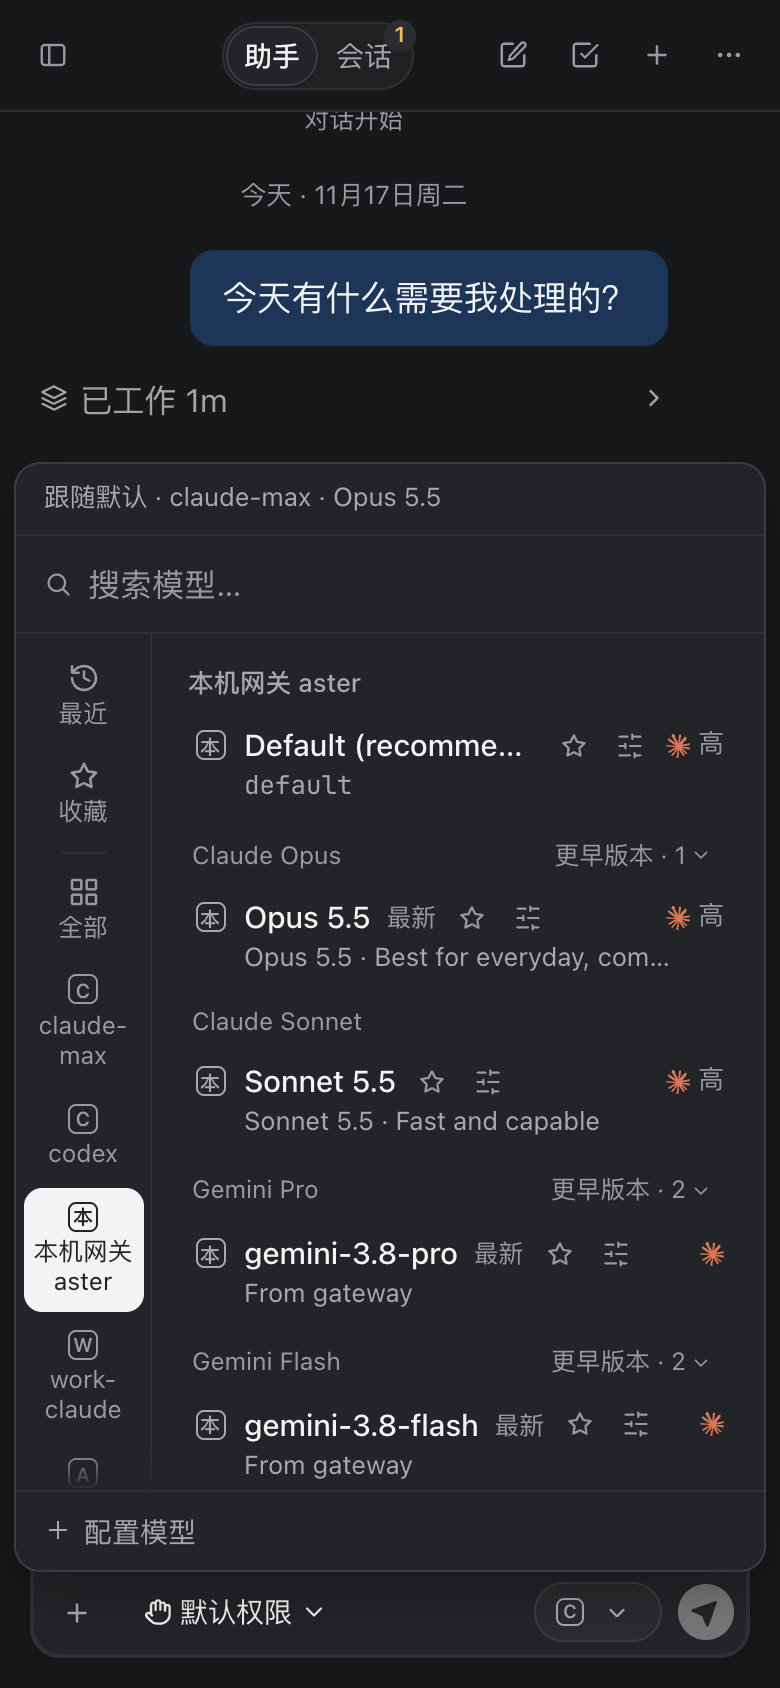 助手
会话
1
对话开始
今天 · 11月17日周二
今天有什么需要我处理的?
已工作 1m
跟随默认 · claude-max · Opus 5.5
搜索模型...
最近
收藏
全部
C
claude-
max
C
codex
本
本机网关
aster
W
work-
claude
A
本机网关 aster
本 Default (recomme... 高
default
Claude Opus 更早版本 · 1
本 Opus 5.5 最新 高
Opus 5.5 · Best for everyday, com...
Claude Sonnet
本 Sonnet 5.5 高
Sonnet 5.5 · Fast and capable
Gemini Pro 更早版本 · 2
本 gemini-3.8-pro 最新
From gateway
Gemini Flash 更早版本 · 2
本 gemini-3.8-flash 最新
From gateway
配置模型
默认权限
C